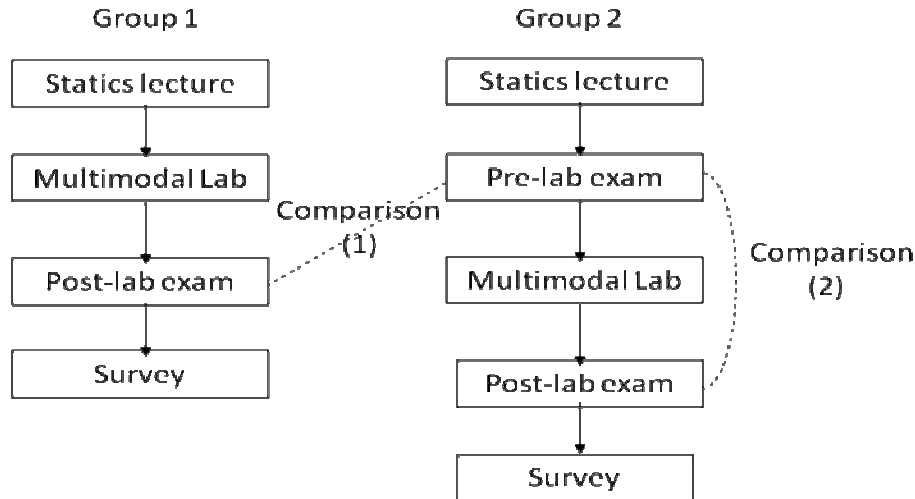 Group 1
Statics lecture
Multimodal Lab
Post-lab exam
Survey
Comparison
(1)
Group 2
Statics lecture
Pre-lab exam
Multimodal Lab
Post-lab exam
Survey
Comparison
(2)